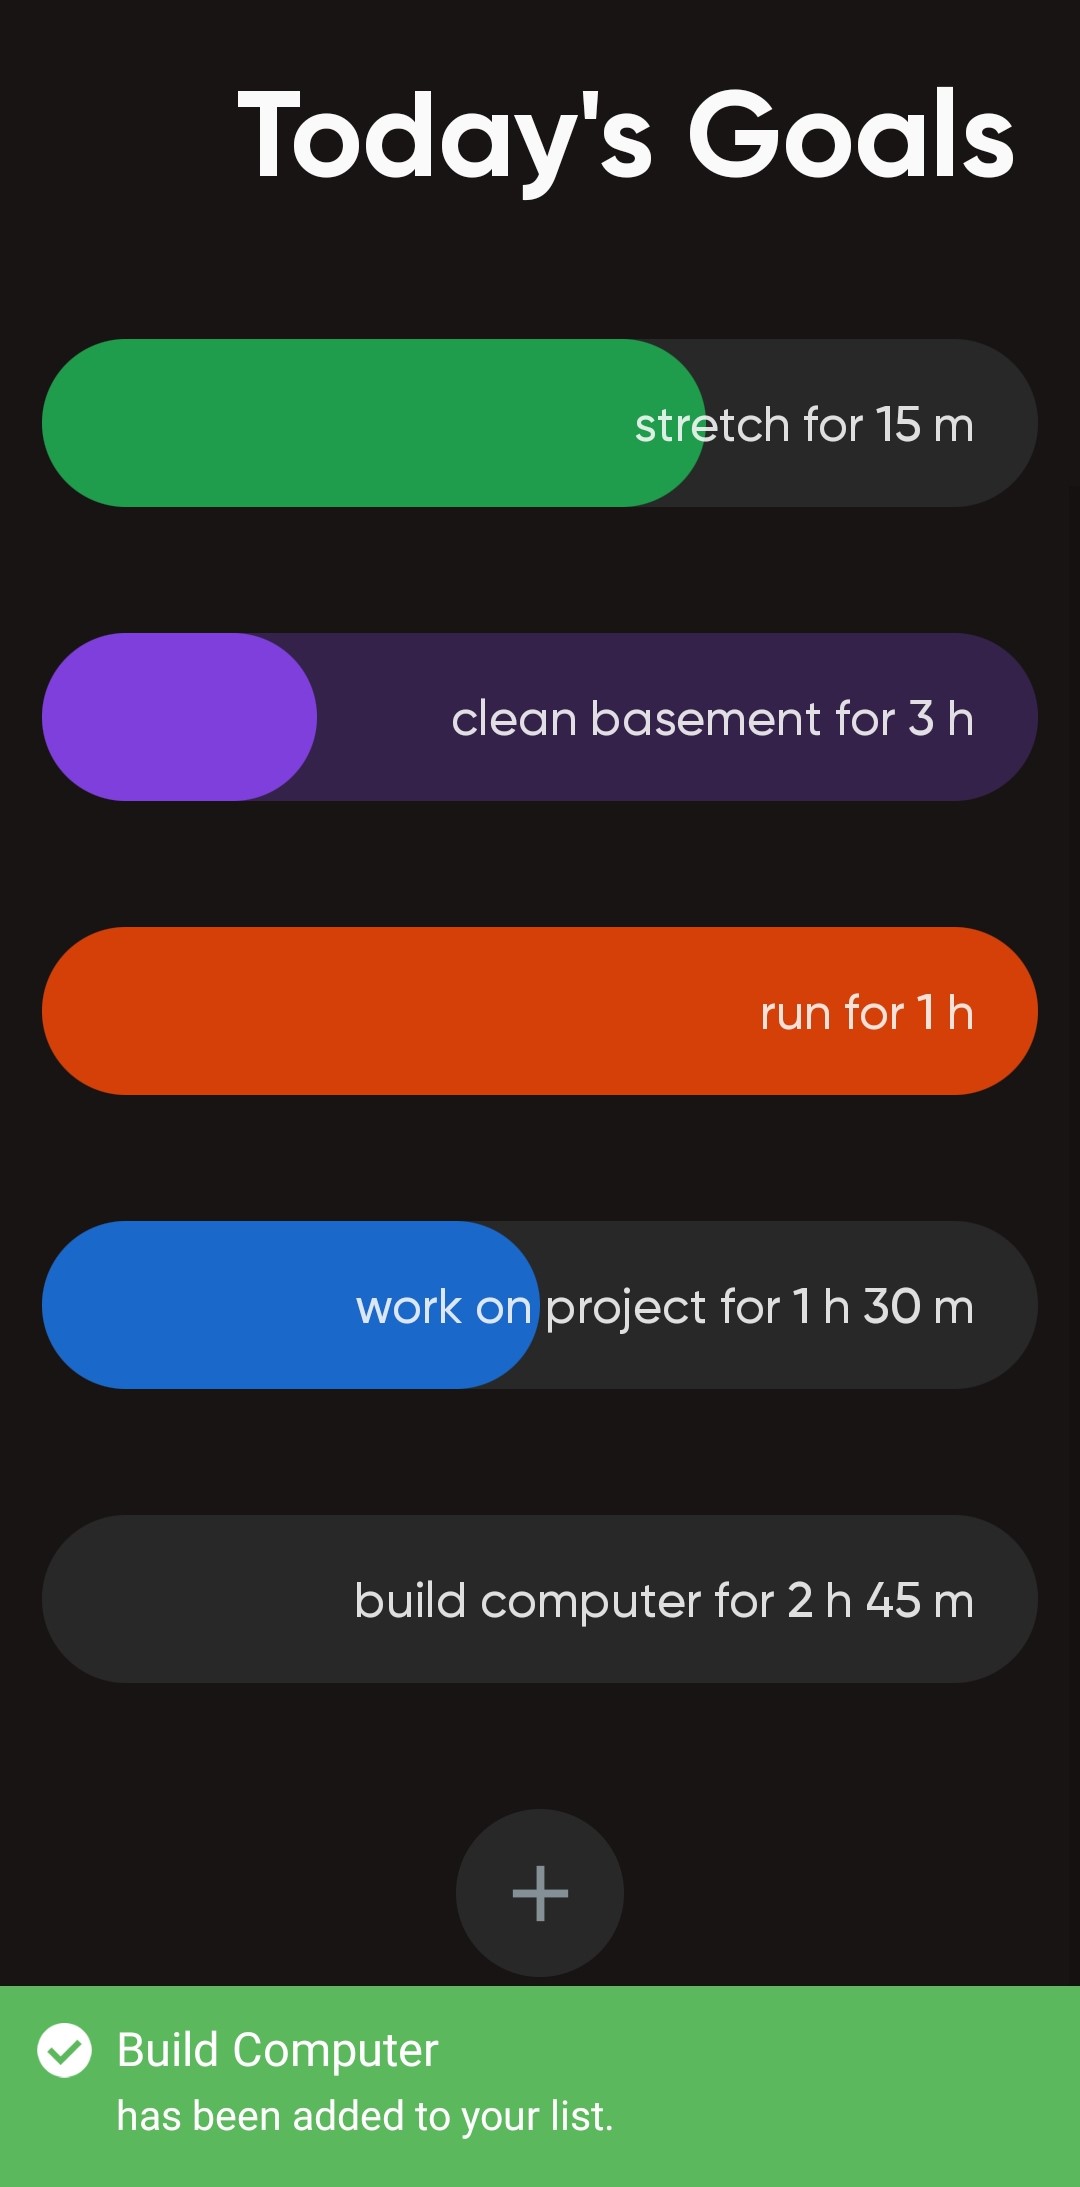 Today's Goals
stretch for 15 m
clean basement for 3 h
run for 1 h
work on project for 1 h 30 m
build computer for 2 h 45 m
Build Computer
has been added to your list.